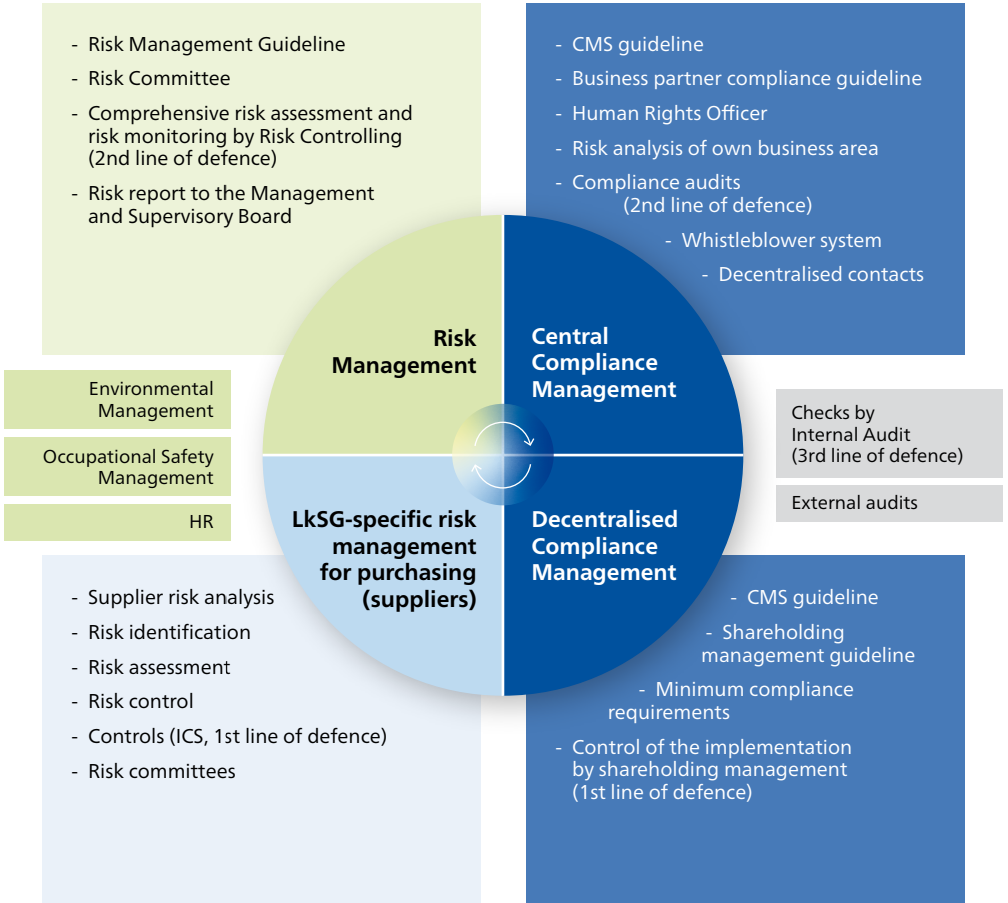 - Risk Management Guideline
- Risk Committee
- Comprehensive risk assessment and
risk monitoring by Risk Controlling
(2nd line of defence)
- Risk report to the Management
and Supervisory Board
- CMS guideline
- Business partner compliance guideline
- Human Rights Officer
- Risk analysis of own business area
- Compliance audits
(2nd line of defence)
- Whistleblower system
- Decentralised contacts
Risk
Management
Central
Compliance
Management
Environmental
Management
Occupational Safety
Management
HR
Checks by
Internal Audit
(3rd line of defence)
External audits
LkSG-specific risk
management
for purchasing
(suppliers)
Decentralised
Compliance
Management
- Supplier risk analysis
- Risk identification
- Risk assessment
- Risk control
- Controls (ICS, 1st line of defence)
- Risk committees
- CMS guideline
- Shareholding
management guideline
- Minimum compliance
requirements
- Control of the implementation
by shareholding management
(1st line of defence)